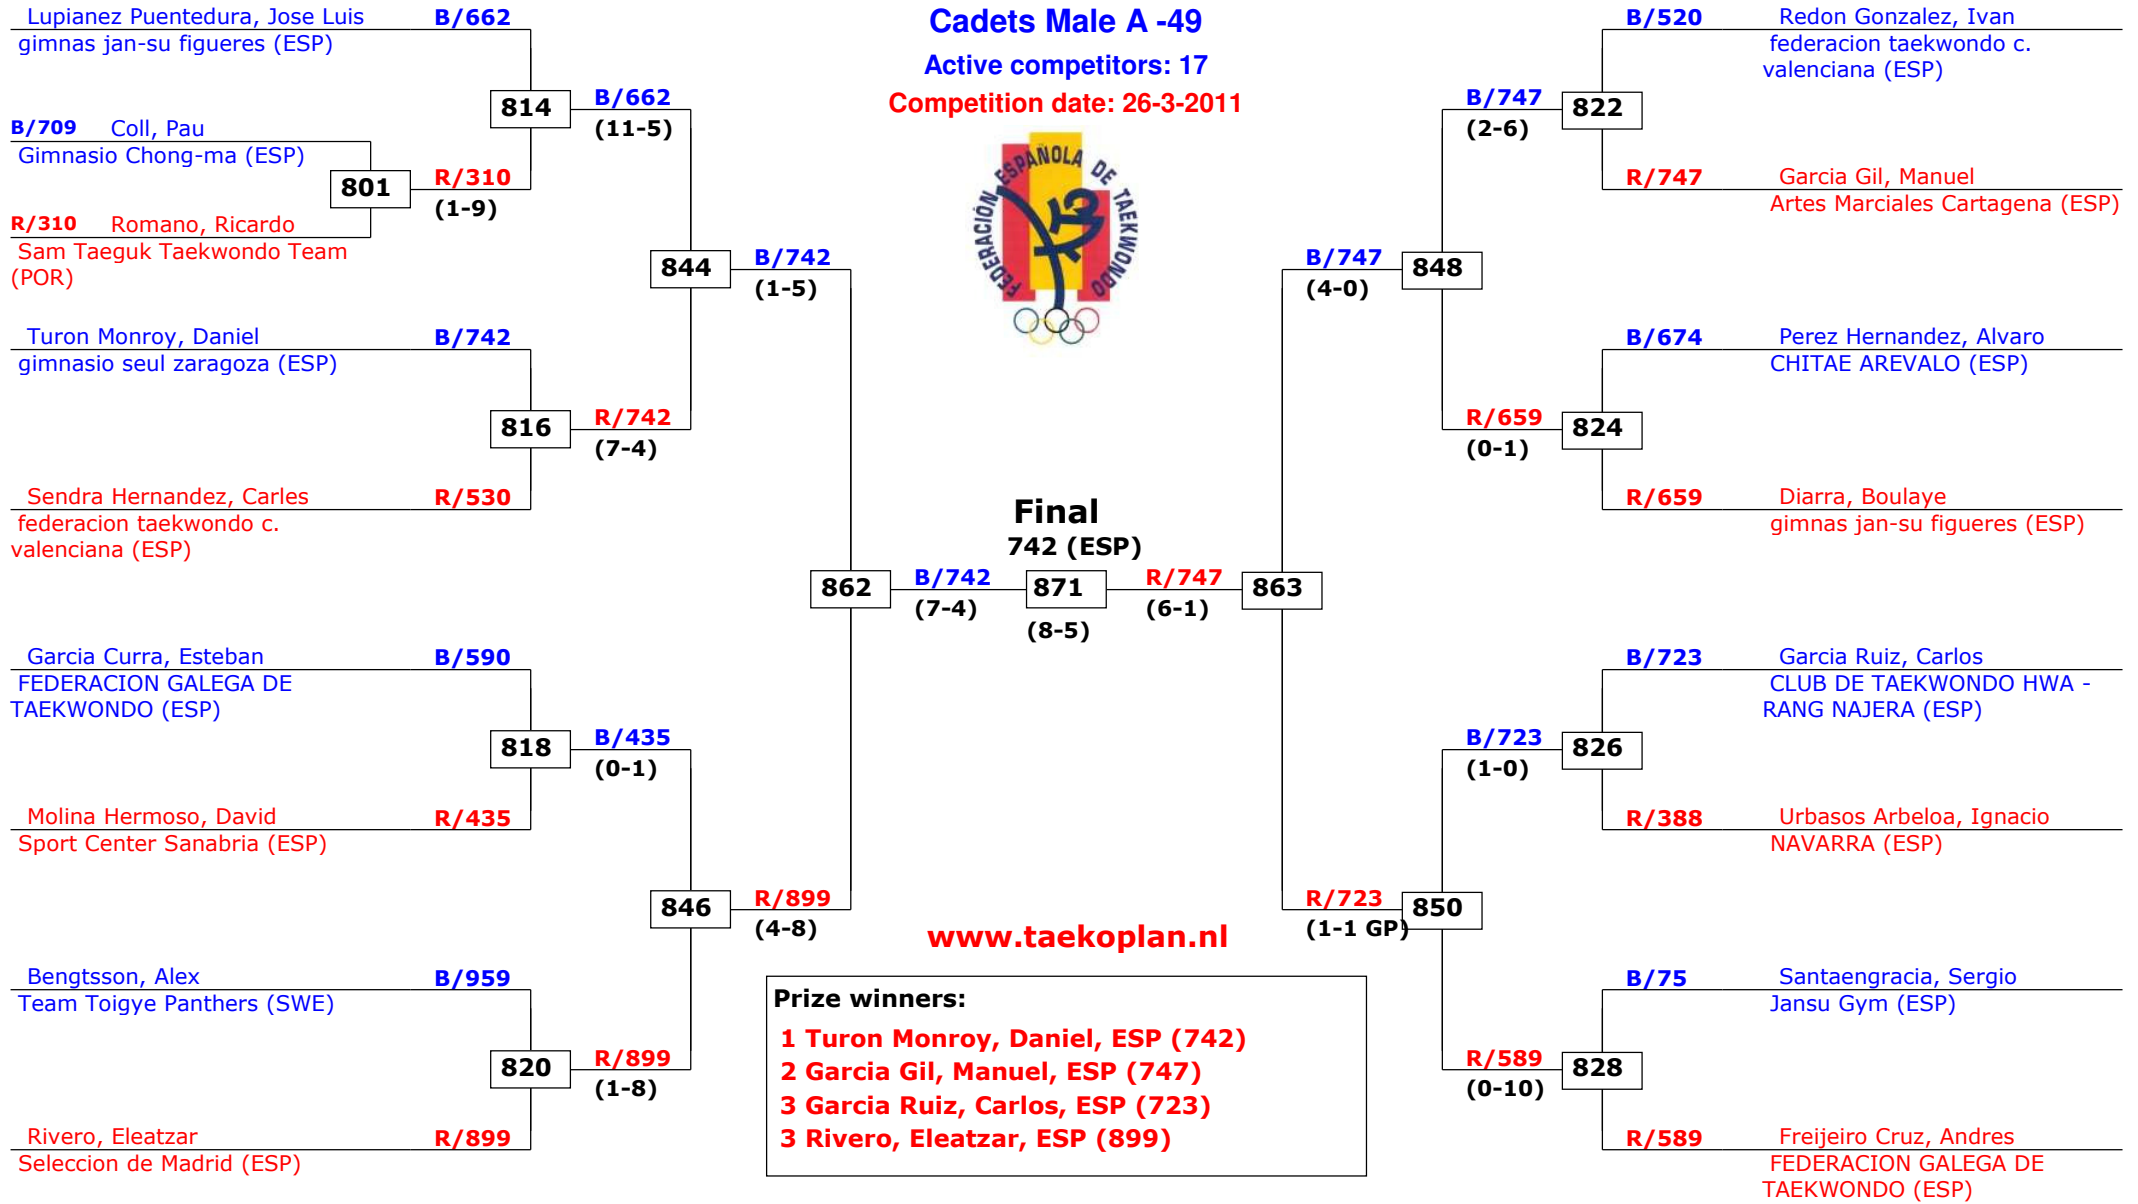 Cadets Male A -49
Active competitors: 17
Competition date: 26-3-2011
FEDERACIÓN ESPAÑOLA DE TAEKWONDO
Lupianez Puentedura, Jose Luis B/662
gimnas jan-su figueres (ESP)
814
B/662
(11-5)
B/709 Coll, Pau
Gimnasio Chong-ma (ESP)
801
R/310
(1-9)
R/310 Romano, Ricardo
Sam Taeguk Taekwondo Team
(POR)
844
B/742
(1-5)
Turon Monroy, Daniel B/742
gimnasio seul zaragoza (ESP)
816
R/742
(7-4)
Sendra Hernandez, Carles R/530
federacion taekwondo c.
valenciana (ESP)
862
B/742
(7-4)
Garcia Curra, Esteban B/590
FEDERACION GALEGA DE
TAEKWONDO (ESP)
818
B/435
(0-1)
Molina Hermoso, David R/435
Sport Center Sanabria (ESP)
846
R/899
(4-8)
Bengtsson, Alex B/959
Team Toigye Panthers (SWE)
820
R/899
(1-8)
Rivero, Eleatzar R/899
Seleccion de Madrid (ESP)
Final
742 (ESP)
871
(8-5)
R/747
(6-1)
863
B/520 Redon Gonzalez, Ivan
federacion taekwondo c.
valenciana (ESP)
B/747
(2-6)
822
R/747 Garcia Gil, Manuel
Artes Marciales Cartagena (ESP)
B/747
(4-0)
848
B/674 Perez Hernandez, Alvaro
CHITAE AREVALO (ESP)
R/659
(0-1)
824
R/659 Diarra, Boulaye
gimnas jan-su figueres (ESP)
B/723 Garcia Ruiz, Carlos
CLUB DE TAEKWONDO HWA -
RANG NAJERA (ESP)
B/723
(1-0)
826
R/388 Urbasos Arbeloa, Ignacio
NAVARRA (ESP)
R/723
(1-1 GP)
850
B/75 Santaengracia, Sergio
Jansu Gym (ESP)
R/589
(0-10)
828
R/589 Freijeiro Cruz, Andres
FEDERACION GALEGA DE
TAEKWONDO (ESP)
www.taekoplan.nl
Prize winners:
1 Turon Monroy, Daniel, ESP (742)
2 Garcia Gil, Manuel, ESP (747)
3 Garcia Ruiz, Carlos, ESP (723)
3 Rivero, Eleatzar, ESP (899)